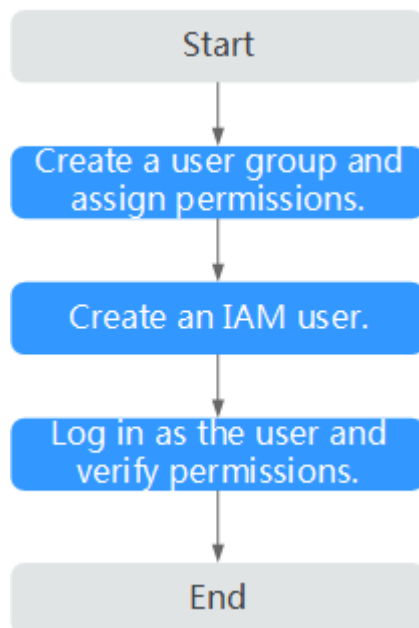 Start
Create a user group and
assign permissions.
Create an IAM user.
Log in as the user and
verify permissions.
End